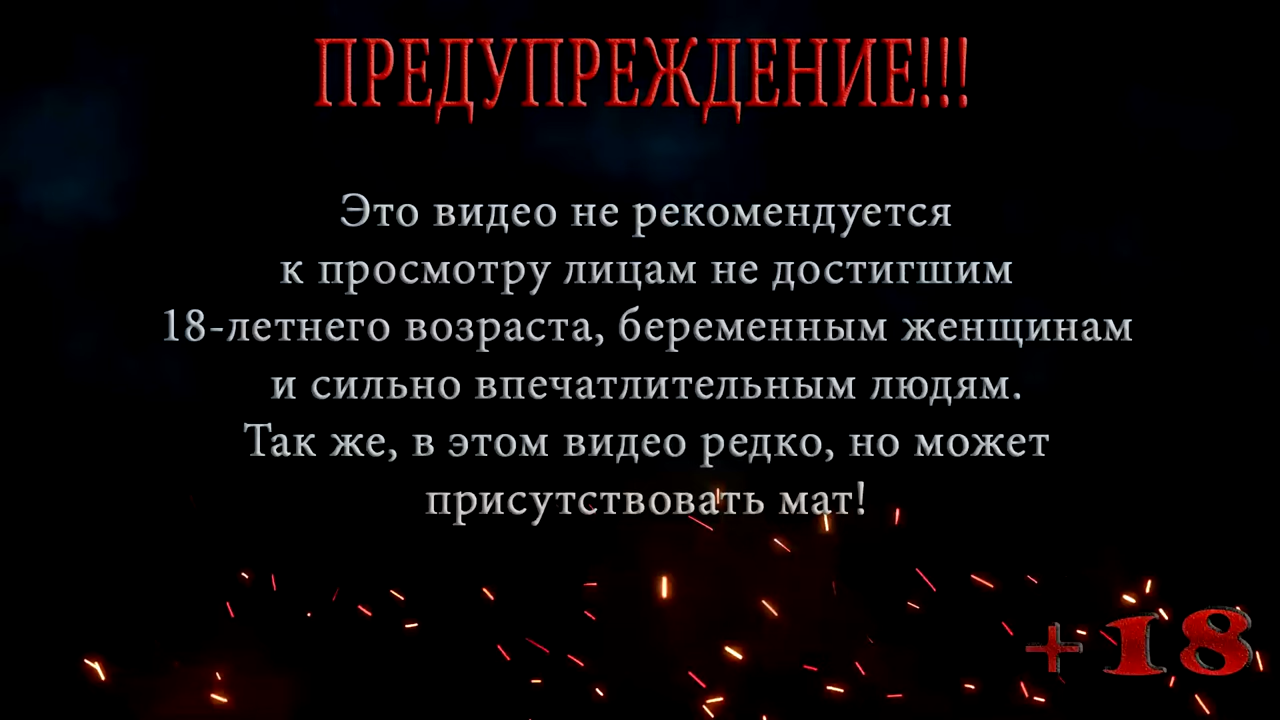 ПРЕДУПРЕЖДЕНИЕ!!!
Это видео не рекомендуется
к просмотру лицам не достигшим
18-летнего возраста, беременным женщинам
и сильно впечатлительным людям.
Так же, в этом видео редко, но может
присутствовать мат!
+18